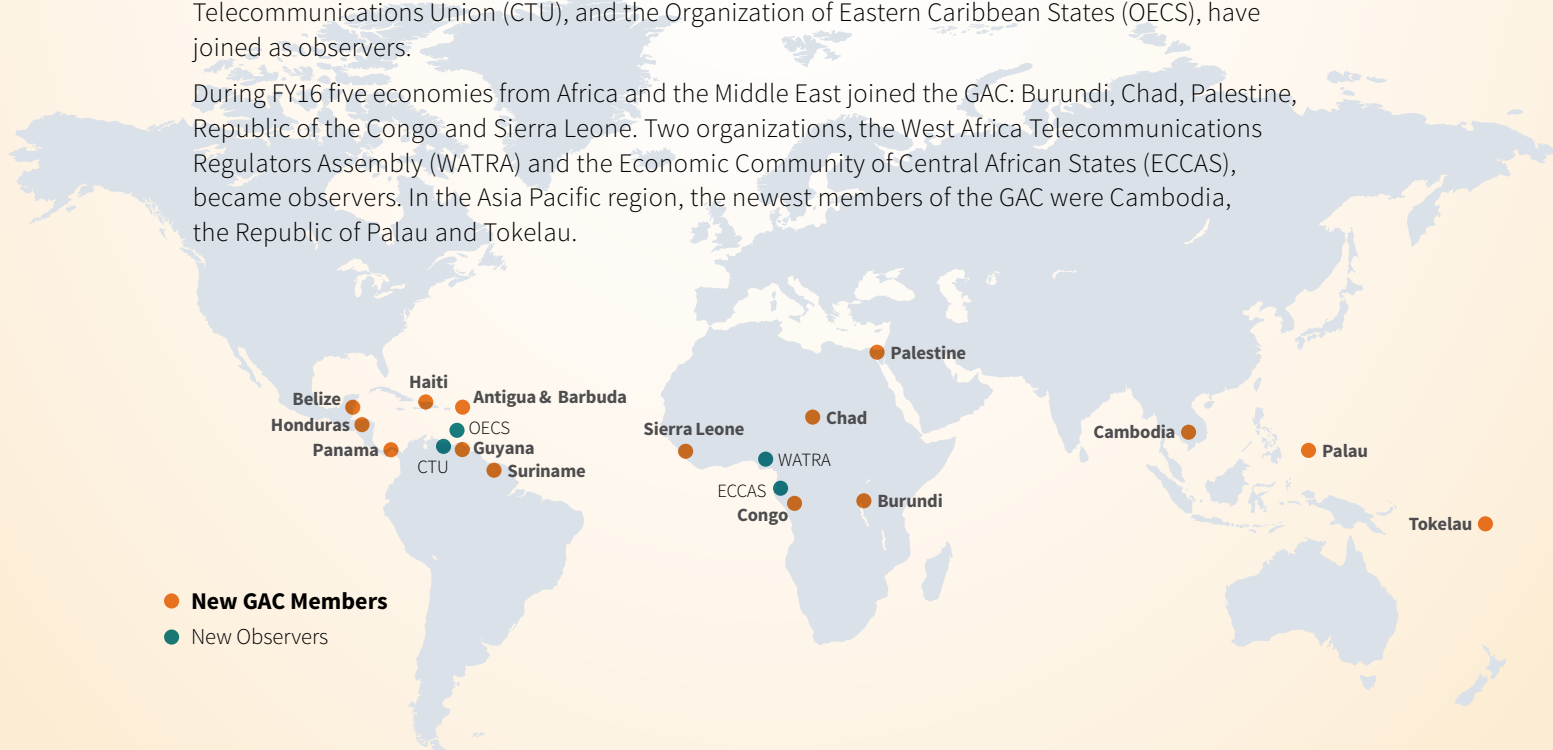 Telecommunications Union (CTU), and the Organization of Eastern Caribbean States (OECS), have
joined as observers.
During FY16 five economies from Africa and the Middle East joined the GAC: Burundi, Chad, Palestine,
Republic of the Congo and Sierra Leone. Two organizations, the West Africa Telecommunications
Regulators Assembly (WATRA) and the Economic Community of Central African States (ECCAS),
became observers. In the Asia Pacific region, the newest members of the GAC were Cambodia,
the Republic of Palau and Tokelau.
Palestine
Haiti
Belize
Antigua & Barbuda
Honduras
OECS
Sierra Leone
Chad
Cambodia
Panama
Guyana
Palau
CTU
Suriname
WATRA
ECCAS
Burundi
Congo
Tokelau
New GAC Members
New Observers